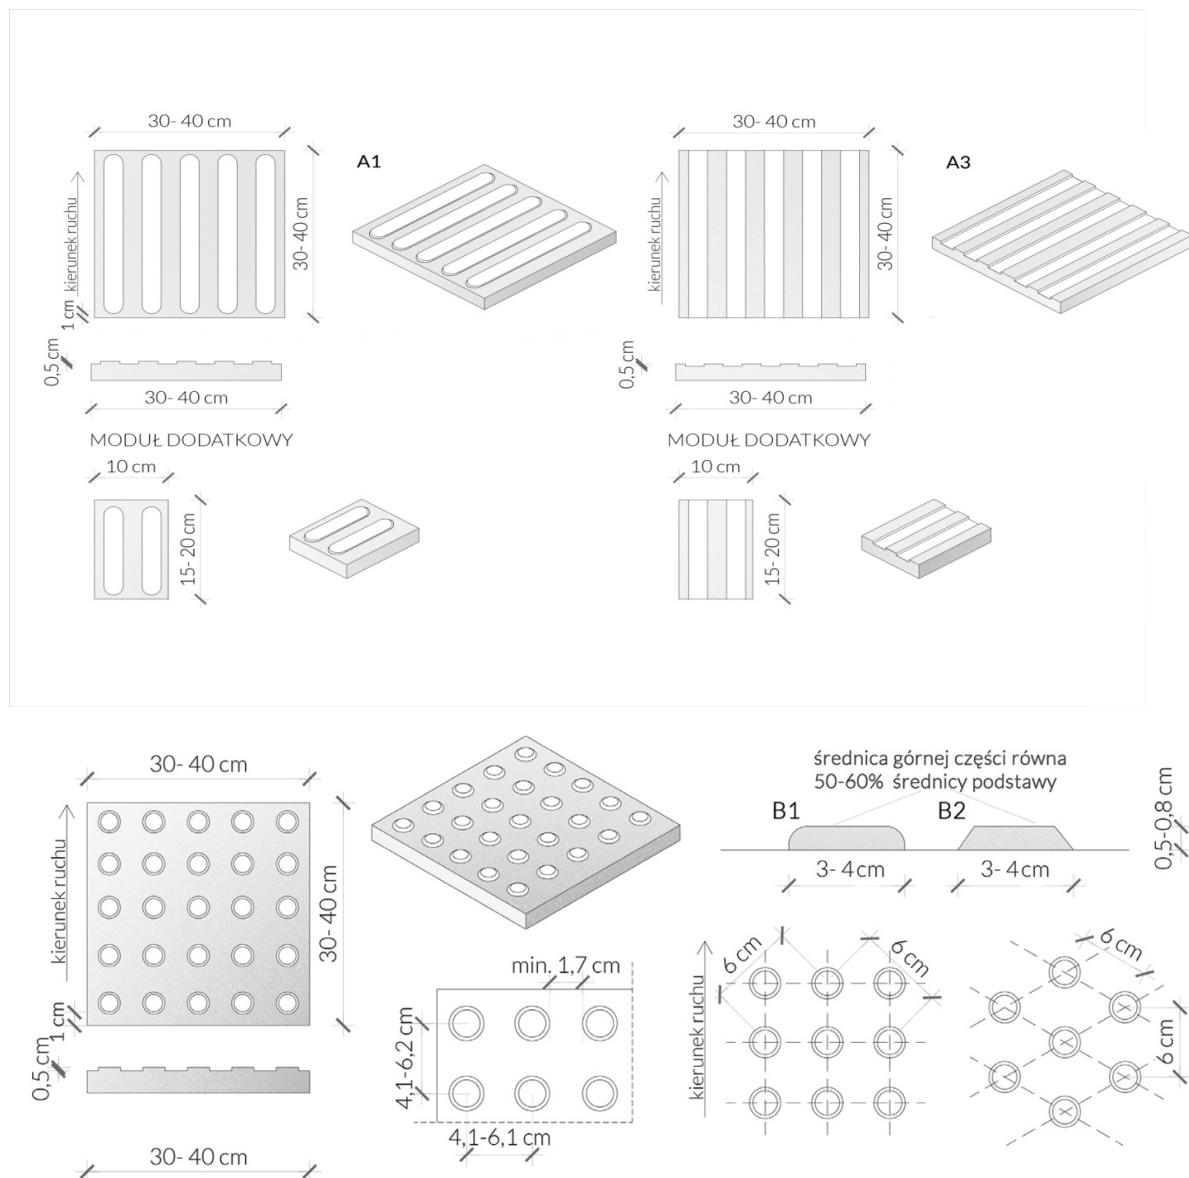 30- 40 cm
A1
kierunek ruchu
30- 40 cm
1 cm
0,5 cm
30- 40 cm
MODUŁ DODATKOWY
10 cm
15- 20 cm
30- 40 cm
A3
kierunek ruchu
30- 40 cm
0,5 cm
30- 40 cm
MODUŁ DODATKOWY
10 cm
15- 20 cm
30- 40 cm
kierunek ruchu
30- 40 cm
1 cm
0,5 cm
30- 40 cm
min. 1,7 cm
4,1-6,2 cm
4,1-6,1 cm
średnica górnej części równa
50-60% średnicy podstawy
B1
B2
0,5-0,8 cm
3- 4cm
3- 4cm
kierunek ruchu
6 cm
6 cm
6 cm
6 cm